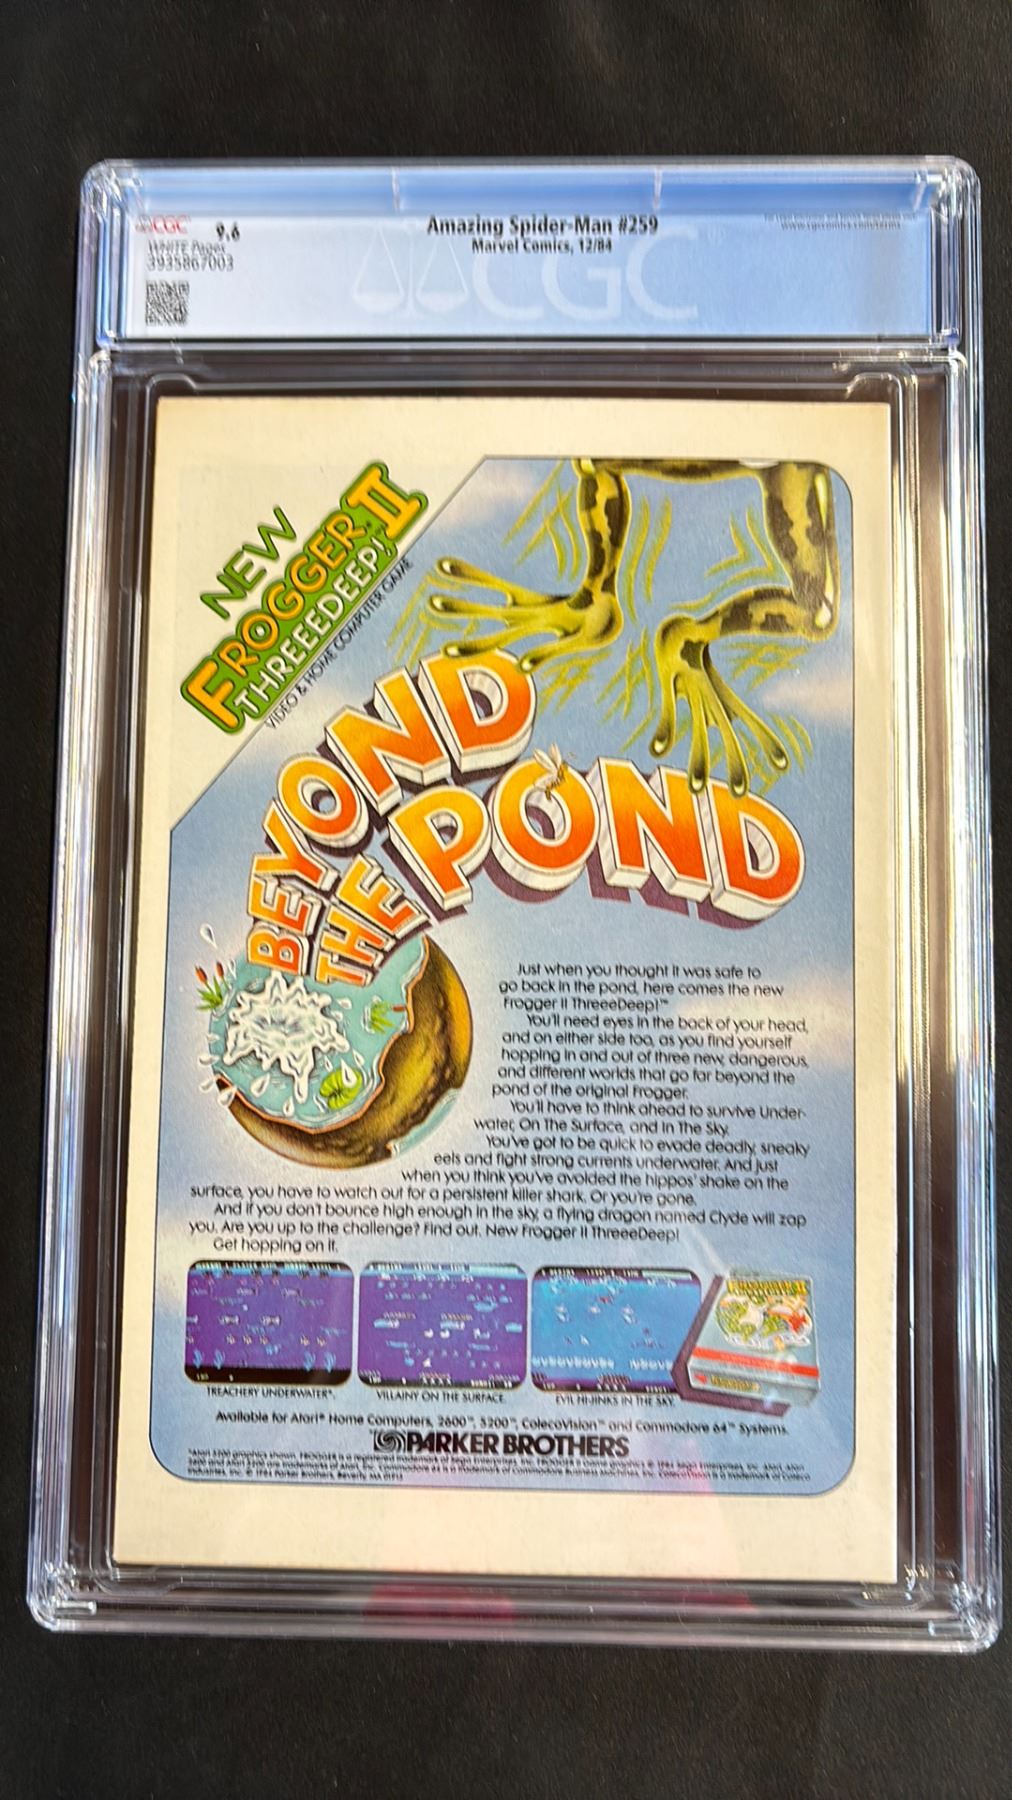 CGC 9.6
WHITE Pages
3935867003
Amazing Spider-Man #259
Marvel Comics, 12/84
CGC
NEW
FROGGER II
THREEEDEEP!
VIDEO & HOME COMPUTER GAME
BEYOND
THE POND
Just when you thought it was safe to
go back in the pond, here comes the new
Frogger II ThreeeDeep!™
You'll need eyes in the back of your head,
and on either side too, as you find yourself
hopping in and out of three new, dangerous,
and different worlds that go far beyond the
pond of the original Frogger.
You'll have to think ahead to survive Under-
water, On The Surface, and In The Sky.
You've got to be quick to evade deadly, sneaky
eels and fight strong currents underwater. And just
when you think you've avoided the hippos' shake on the
surface, you have to watch out for a persistent killer shark. Or you're gone.
And if you don't bounce high enough in the sky, a flying dragon named Clyde will zap
you. Are you up to the challenge? Find out. New Frogger II ThreeeDeep!
Get hopping on it.
TREACHERY UNDERWATER*.
VILLAINY ON THE SURFACE.
EVIL HI-JINKS IN THE SKY.
Available for Atari® Home Computers, 2600™, 5200™, ColecoVision™ and Commodore 64™ Systems.
PARKER BROTHERS